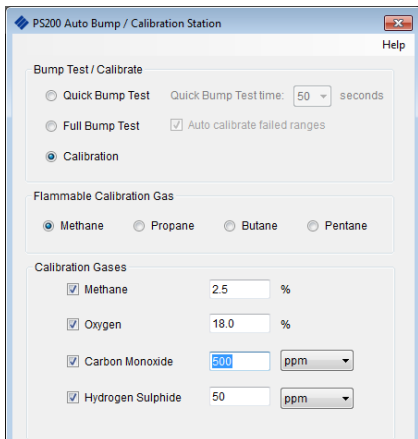 PS200 Auto Bump / Calibration Station
Help
Bump Test / Calibrate
Quick Bump Test Quick Bump Test time: 50 seconds
Full Bump Test Auto calibrate failed ranges
Calibration
Flammable Calibration Gas
Methane Propane Butane Pentane
Calibration Gases
Methane 2.5 %
Oxygen 18.0 %
Carbon Monoxide 500 ppm
Hydrogen Sulphide 50 ppm